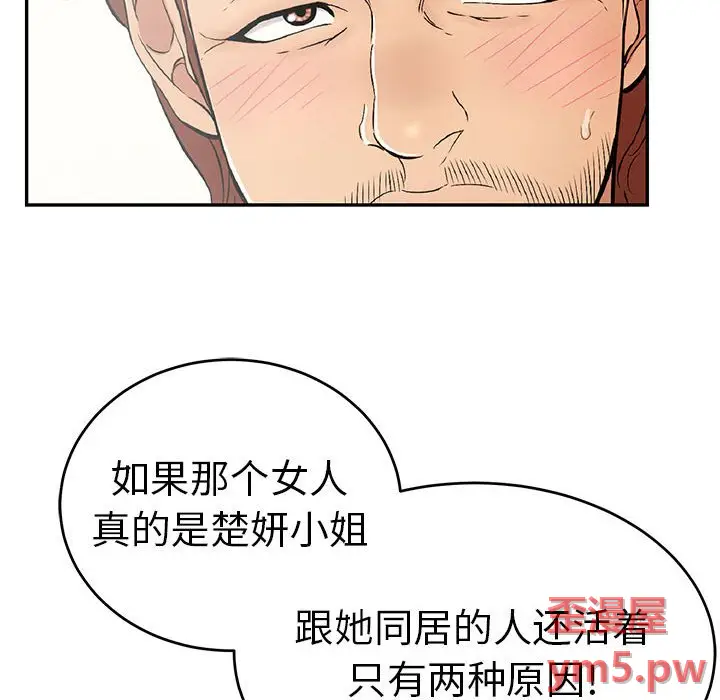 如果那个女人
真的是楚妍小姐
跟她同居的人还活着
只有两种原因!
歪漫屋
ym5.pw